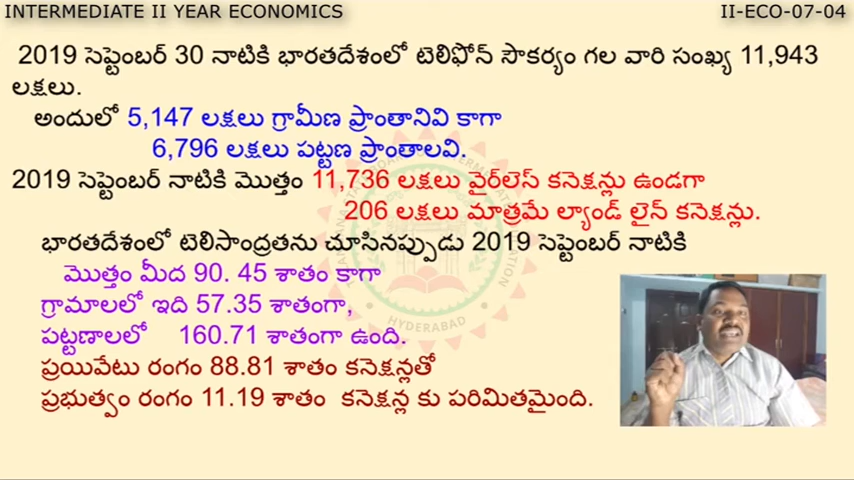 INTERMEDIATE II YEAR ECONOMICS
II-ECO-07-04
2019 సెప్టెంబర్ 30 నాటికి భారతదేశంలో టెలిఫోన్ సౌకర్యం గల వారి సంఖ్య 11,943
లక్షలు.
అందులో 5,147 లక్షలు గ్రామీణ ప్రాంతానివి కాగా
6,796 లక్షలు పట్టణ ప్రాంతాలవి.
2019 సెప్టెంబర్ నాటికి మొత్తం 11,736 లక్షలు వైర్‌లెస్ కనెక్షన్లు ఉండగా
206 లక్షలు మాత్రమే ల్యాండ్ లైన్ కనెక్షన్లు.
భారతదేశంలో టెలిసాంద్రతను చూసినప్పుడు 2019 సెప్టెంబర్ నాటికి
మొత్తం మీద 90. 45 శాతం కాగా
గ్రామాలలో ఇది 57.35 శాతంగా,
పట్టణాలలో 160.71 శాతంగా ఉంది.
ప్రయివేటు రంగం 88.81 శాతం కనెక్షన్లతో
ప్రభుత్వం రంగం 11.19 శాతం కనెక్షన్ల కు పరిమితమైంది.
HYDERABAD